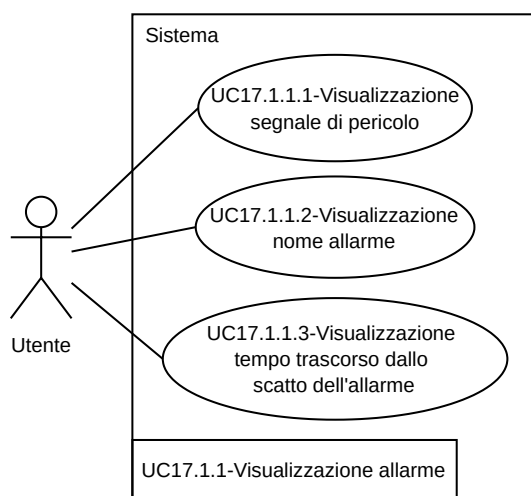 Sistema
UC17.1.1.1-Visualizzazione
segnale di pericolo
UC17.1.1.2-Visualizzazione
nome allarme
UC17.1.1.3-Visualizzazione
tempo trascorso dallo
scatto dell'allarme
Utente
UC17.1.1-Visualizzazione allarme